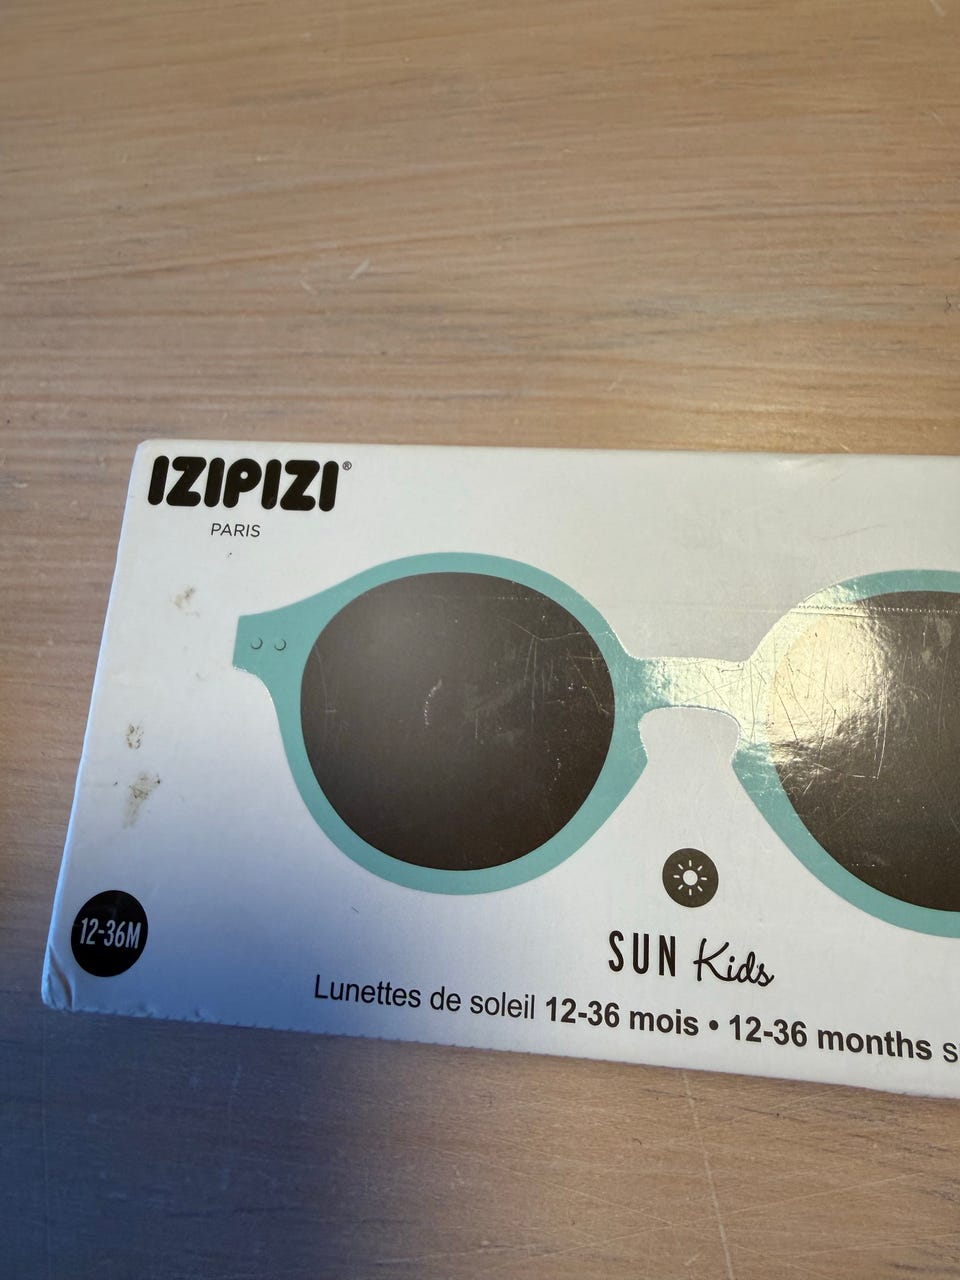 IZIPIZI®
PARIS
12-36M
SUN Kids
Lunettes de soleil 12-36 mois • 12-36 months